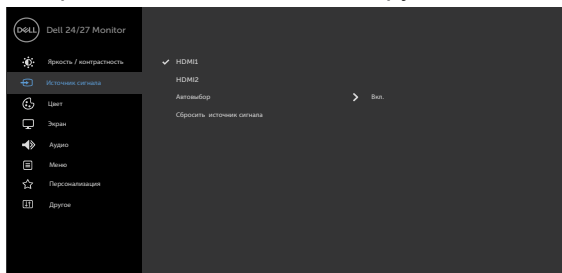 DELL Dell 24/27 Monitor
Яркость / контрастность
Источник сигнала
Цвет
Экран
Аудио
Меню
Персонализация
Другое
HDMI1
HDMI2
Автовыбор Вкл.
Сбросить источник сигнала